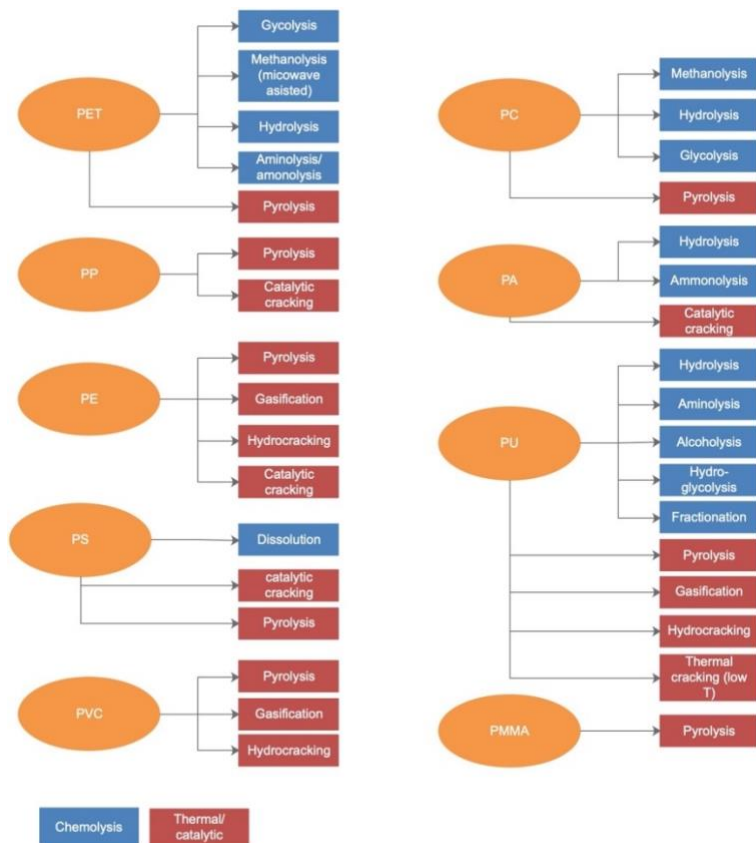 PET
Gycolysis
Methanolysis
(micowave
asisted)
Hydrolysis
Aminolysis/
amonolysis
Pyrolysis
PP
Pyrolysis
Catalytic
cracking
PE
Pyrolysis
Gasification
Hydrocracking
Catalytic
cracking
PS
Dissolution
catalytic
cracking
Pyrolysis
PVC
Pyrolysis
Gasification
Hydrocracking
PC
Methanolysis
Hydrolysis
Glycolysis
Pyrolysis
PA
Hydrolysis
Ammonolysis
Catalytic
cracking
PU
Hydrolysis
Aminolysis
Alcoholysis
Hydro-
glycolysis
Fractionation
Pyrolysis
Gasification
Hydrocracking
Thermal
cracking (low
T)
PMMA
Pyrolysis
Chemolysis
Thermal/
catalytic